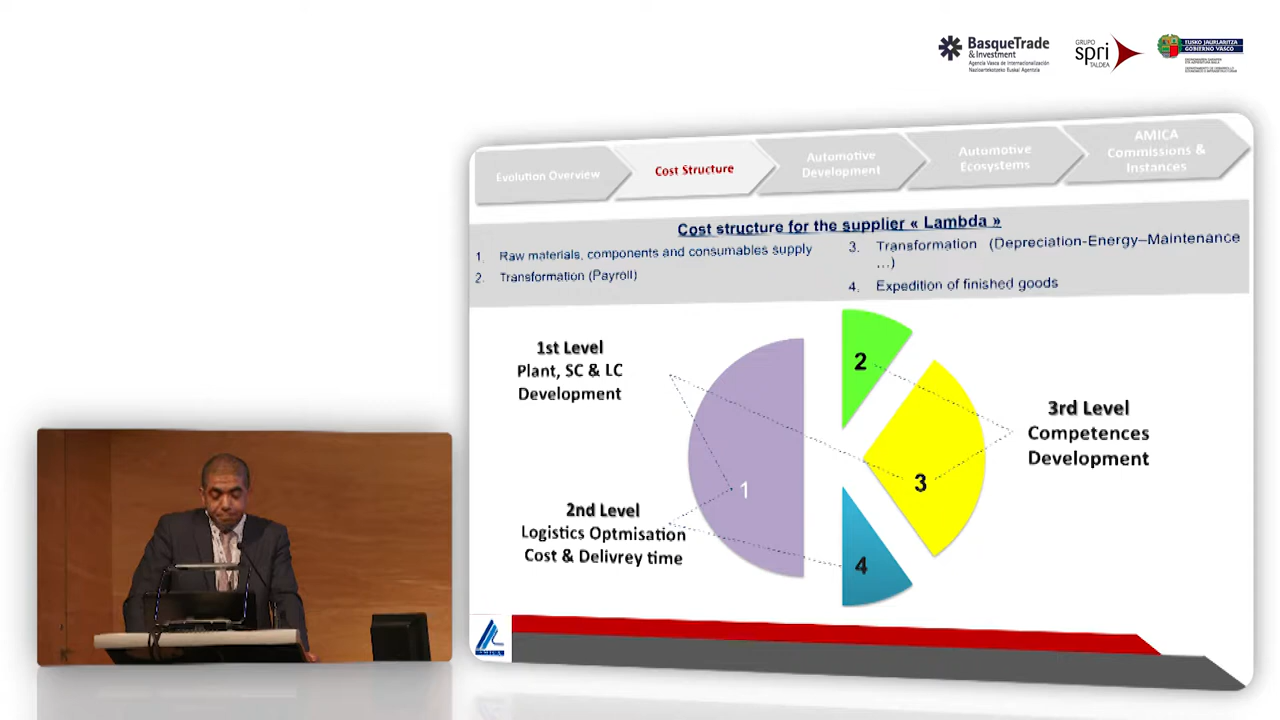 BasqueTrade
& Investment
Agencia Vasca de Internacionalización
Nazioartekotzeko Euskal Agentzia
GRUPO
spri
TALDEA
EUSKO JAURLARITZA
GOBIERNO VASCO
Evolution Overview
Cost Structure
Automotive
Development
Automotive
Ecosystems
AMICA
Commissions &
Instances
Cost structure for the supplier « Lambda »
1. Raw materials, components and consumables supply
2. Transformation (Payroll)
3. Transformation (Depreciation-Energy–Maintenance
…)
4. Expedition of finished goods
1st Level
Plant, SC & LC
Development
2nd Level
Logistics Optmisation
Cost & Delivrey time
1
2
3
4
3rd Level
Competences
Development
AMICA